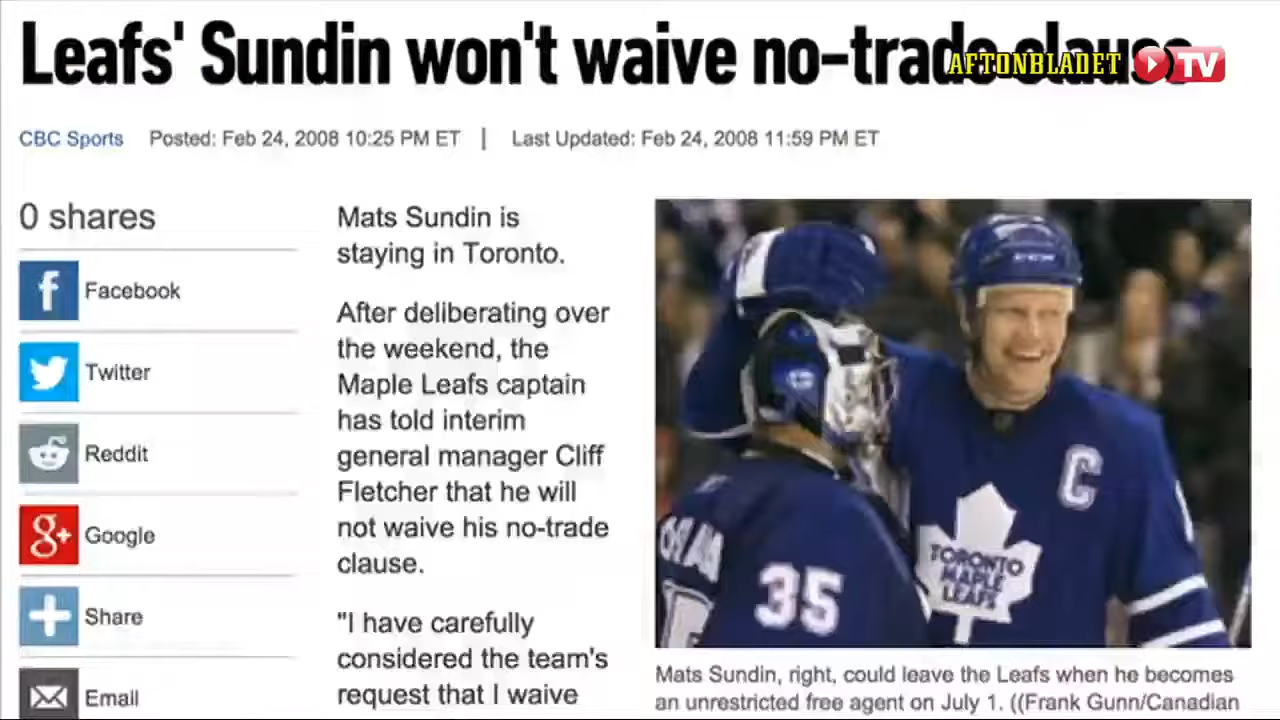 Leafs' Sundin won't waive no-trade clause
AFTONBLADET TV
CBC Sports Posted: Feb 24, 2008 10:25 PM ET | Last Updated: Feb 24, 2008 11:59 PM ET
0 shares
Facebook
Twitter
Reddit
Google
Share
Email
Mats Sundin is
staying in Toronto.
After deliberating over
the weekend, the
Maple Leafs captain
has told interim
general manager Cliff
Fletcher that he will
not waive his no-trade
clause.
"I have carefully
considered the team's
request that I waive
C
TORONTO
MAPLE
LEAFS
35
Mats Sundin, right, could leave the Leafs when he becomes
an unrestricted free agent on July 1. ((Frank Gunn/Canadian